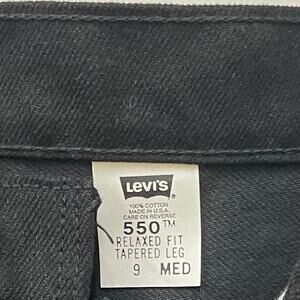 LEVI'S
100% COTTON
MADE IN U.S.A.
CARE ON REVERSE
550™
RELAXED FIT
TAPERED LEG
9 MED